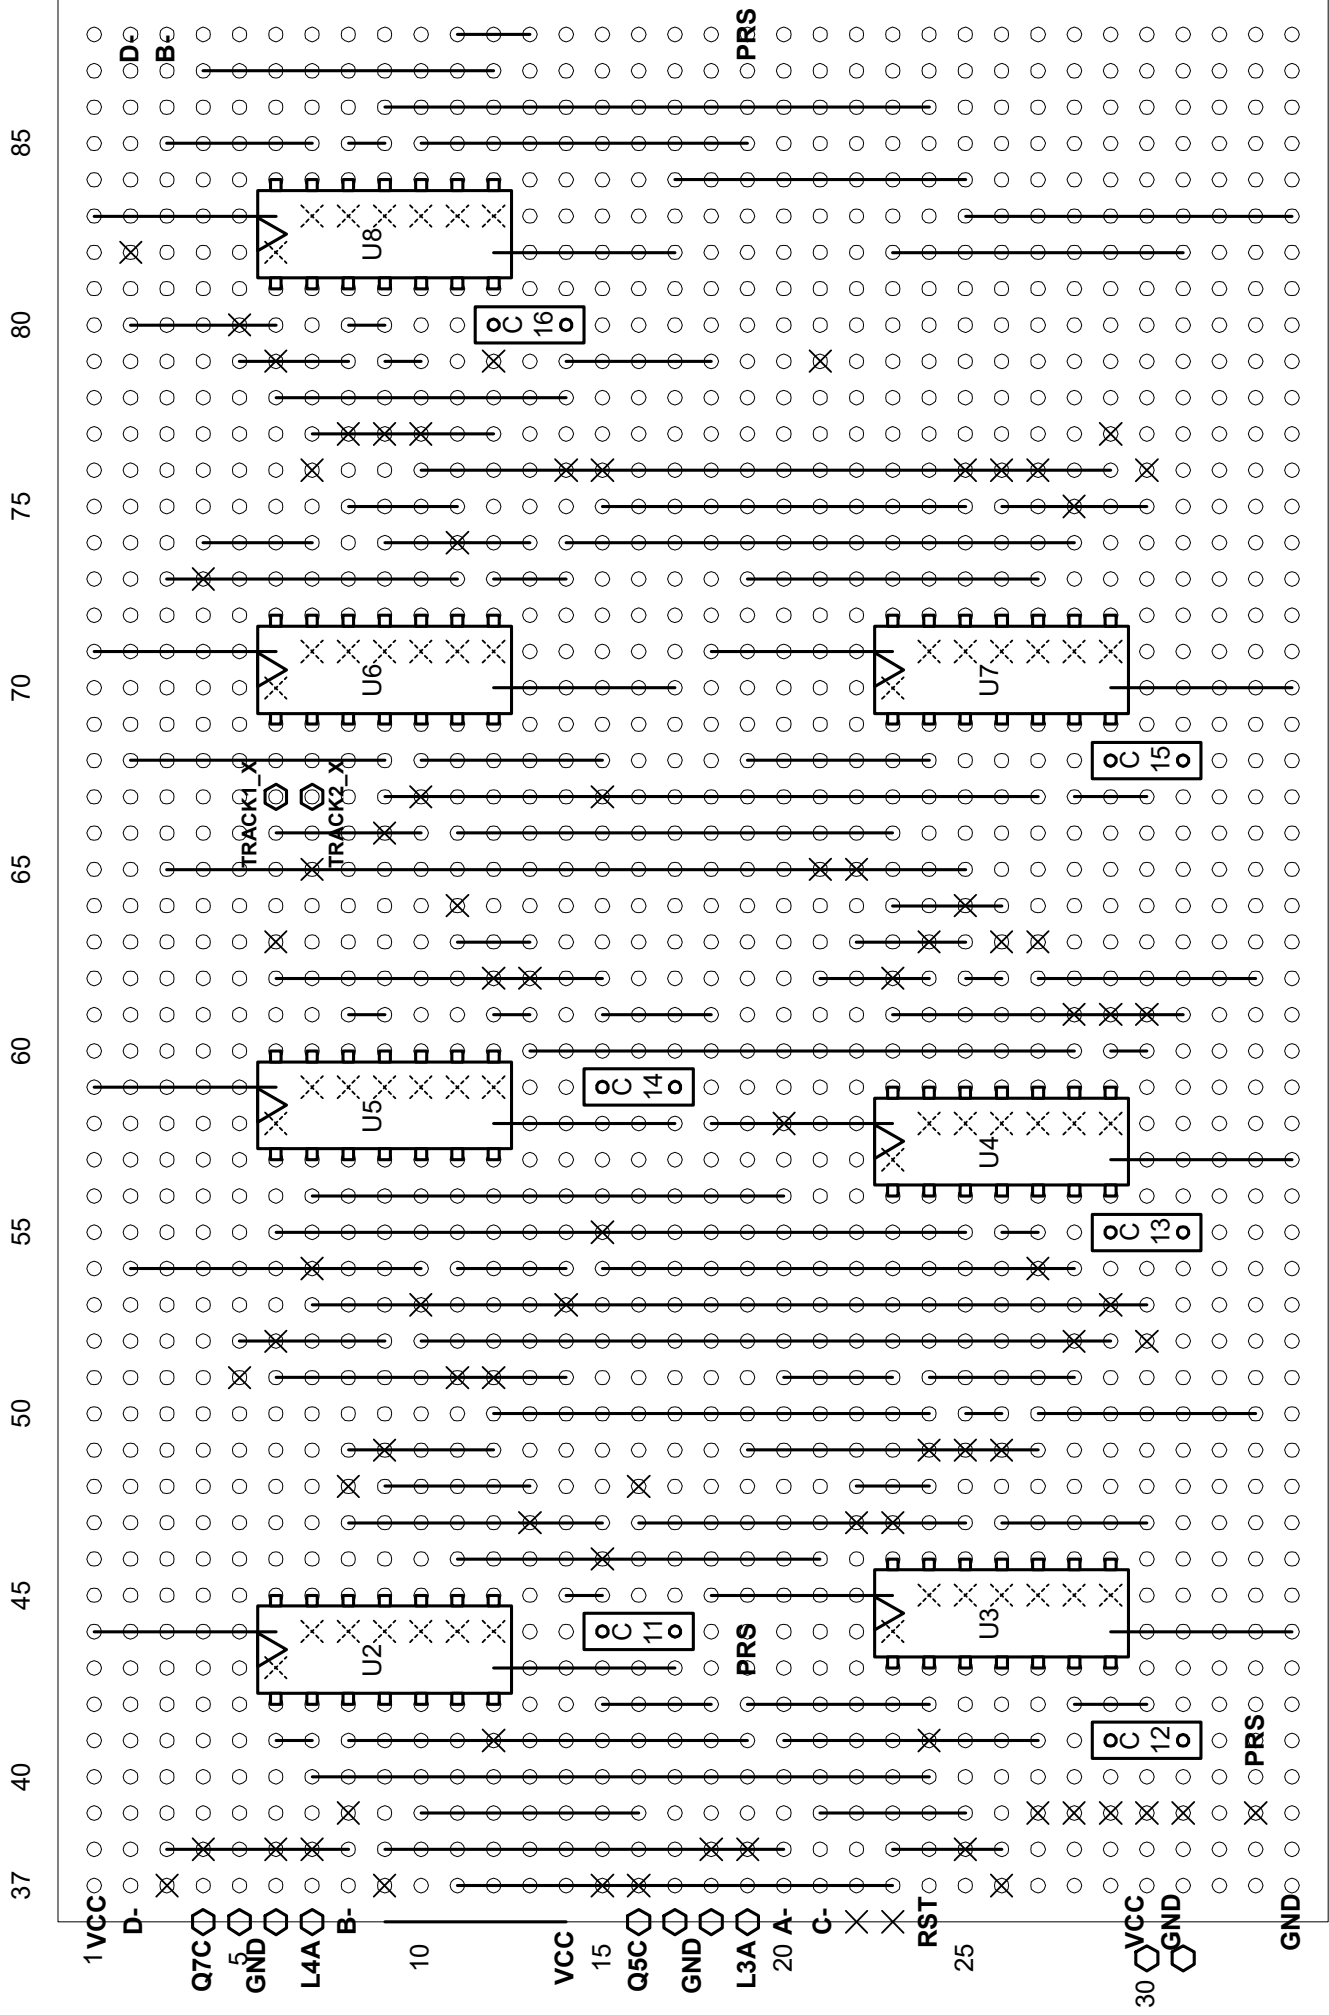 85
80
75
70
65
60
55
50
45
40
37
D-
B-
PRS
U8
C 16
U6
U7
C 15
TRACK1_X
TRACK2_X
U5
C 14
U4
C 13
U2
C 11
PRS
U3
C 12
PRS
1
VCC
D-
Q7C
5
GND
L4A
B-
10
VCC
15
Q5C
GND
L3A
20
A-
C-
RST
25
VCC
30
GND
GND